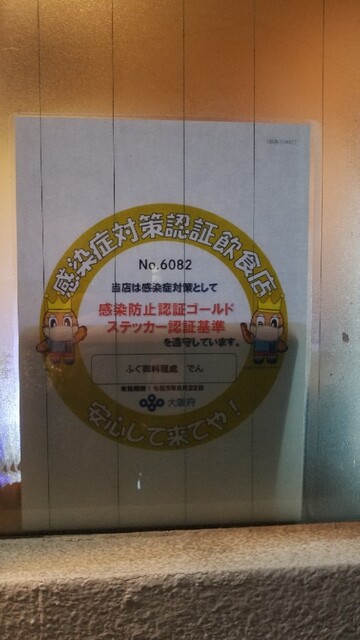 感染症対策認証飲食店
No.6082
当店は感染症対策として
感染防止認証ゴールド
ステッカー認証基準
を遵守しています。
ふぐ御料理處 でん
大阪府
安心して来てや！